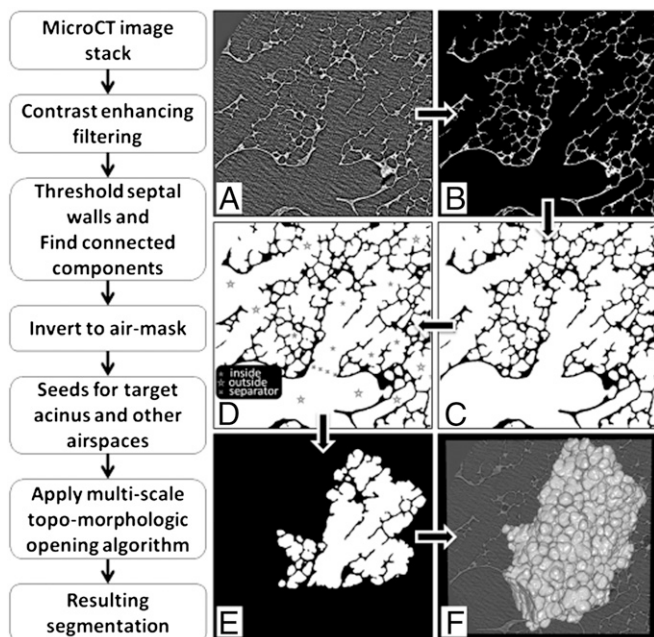 MicroCT image
stack
Contrast enhancing
filtering
Threshold septal
walls and
Find connected
components
Invert to air-mask
Seeds for target
acinus and other
airspaces
Apply multi-scale
topo-morphologic
opening algorithm
Resulting
segmentation
A
B
D
* inside
☆ outside
* separator
C
E
F